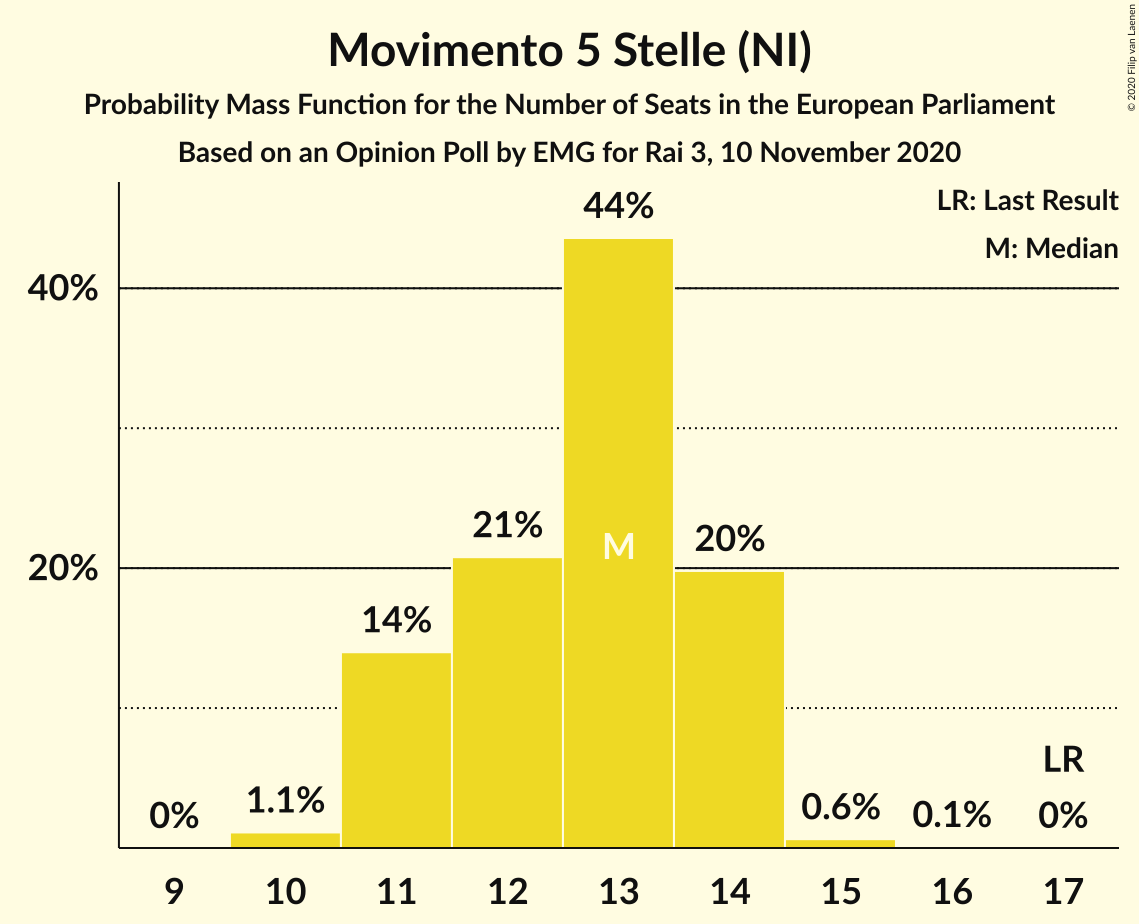 © 2020 Filip van Laenen
Movimento 5 Stelle (NI)
Probability Mass Function for the Number of Seats in the European Parliament
Based on an Opinion Poll by EMG for Rai 3, 10 November 2020
LR: Last Result
M: Median
44%
40%
21%
M
20%
20%
14%
LR
0%
1.1%
0.6%
0.1%
0%
9 10 11 12 13 14 15 16 17